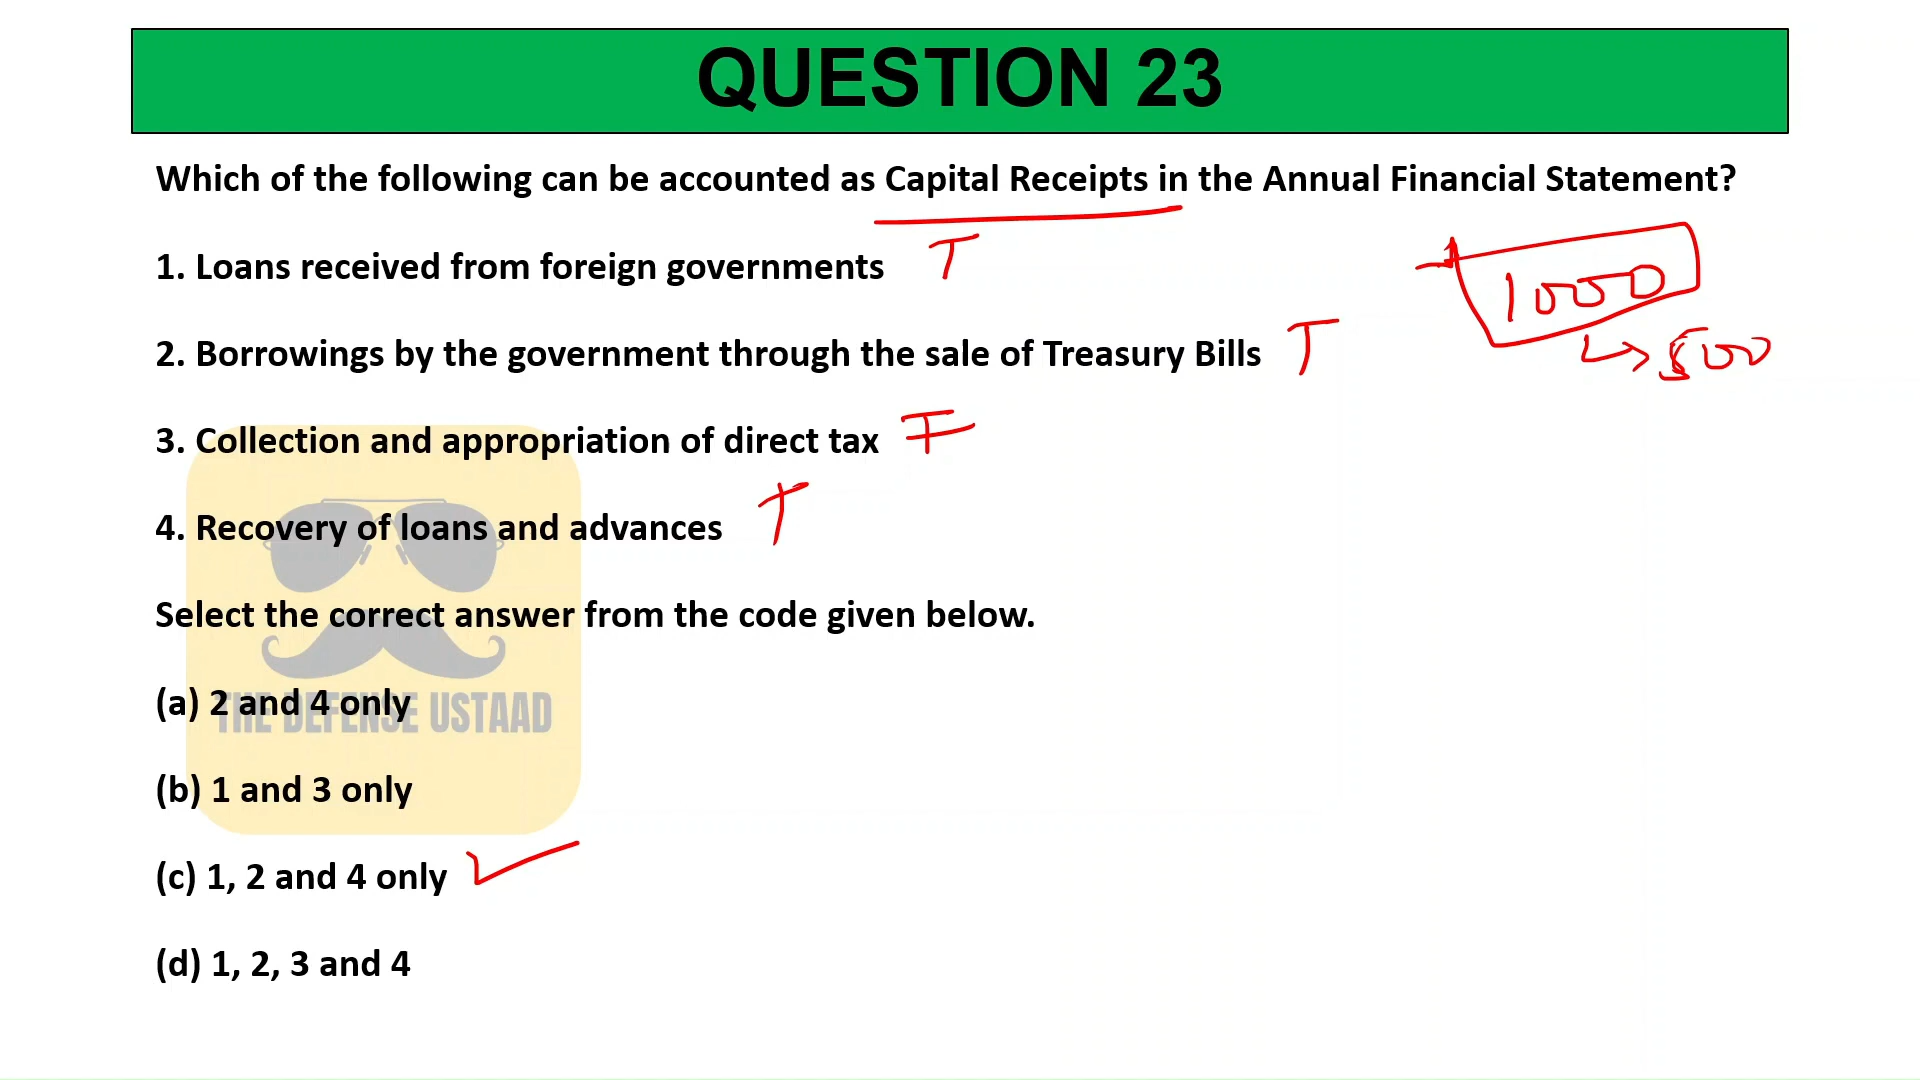 QUESTION 23
Which of the following can be accounted as Capital Receipts in the Annual Financial Statement?
1. Loans received from foreign governments T
1000
2. Borrowings by the government through the sale of Treasury Bills T
3. Collection and appropriation of direct tax F
4. Recovery of loans and advances T
Select the correct answer from the code given below.
(a) 2 and 4 only
THE DEFENSE USTAAD
(b) 1 and 3 only
(c) 1, 2 and 4 only
(d) 1, 2, 3 and 4